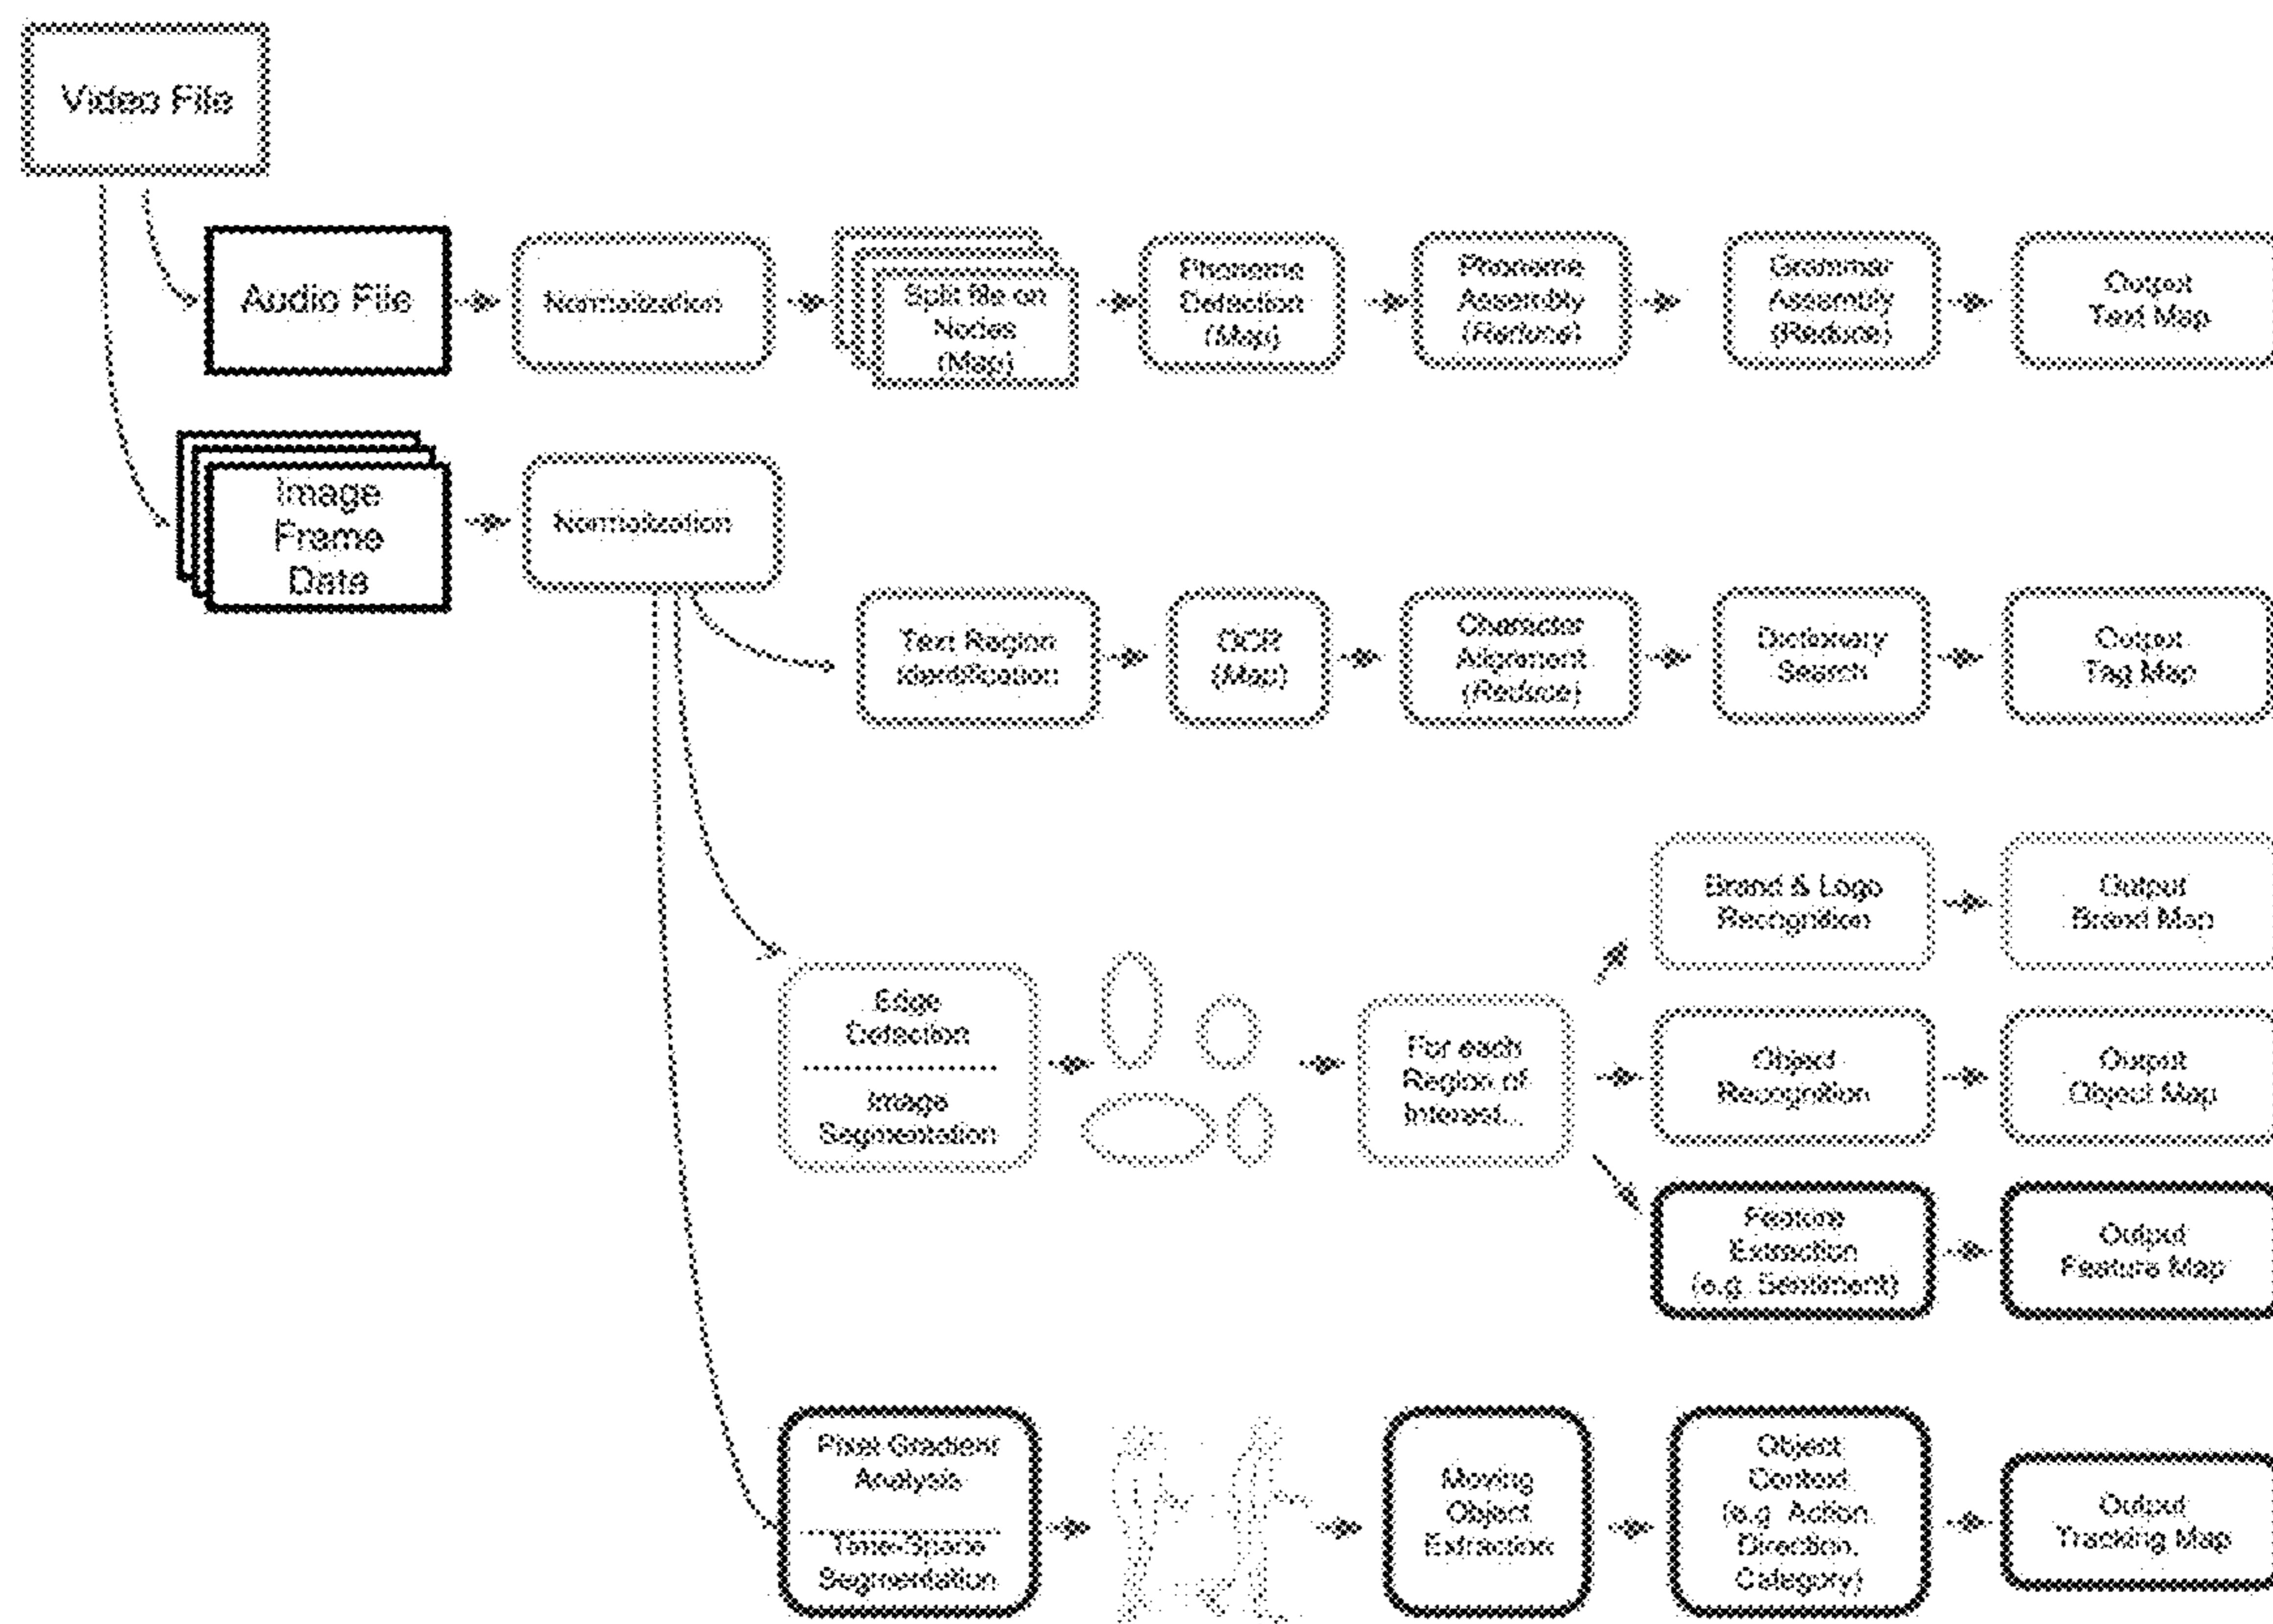 Video File
Audio File
Normalization
Split file on
Nodes
(Map)
Phoneme
Detection
(Map)
Phoneme
Assembly
(Reduce)
Grammar
Assembly
(Reduce)
Output
Text Map
Image
Frame
Data
Normalization
Text Region
Identification
OCR
(Map)
Character
Alignment
(Reduce)
Dictionary
Search
Output
Tag Map
Edge
Detection
Image
Segmentation
For each
Region of
Interest...
Brand & Logo
Recognition
Output
Brand Map
Object
Recognition
Output
Object Map
Feature
Extraction
(e.g. Sentiment)
Output
Feature Map
Pixel Gradient
Analysis
Time-Space
Segmentation
Moving
Object
Extraction
Object
Context
(e.g. Action,
Direction,
Category)
Output
Tracking Map